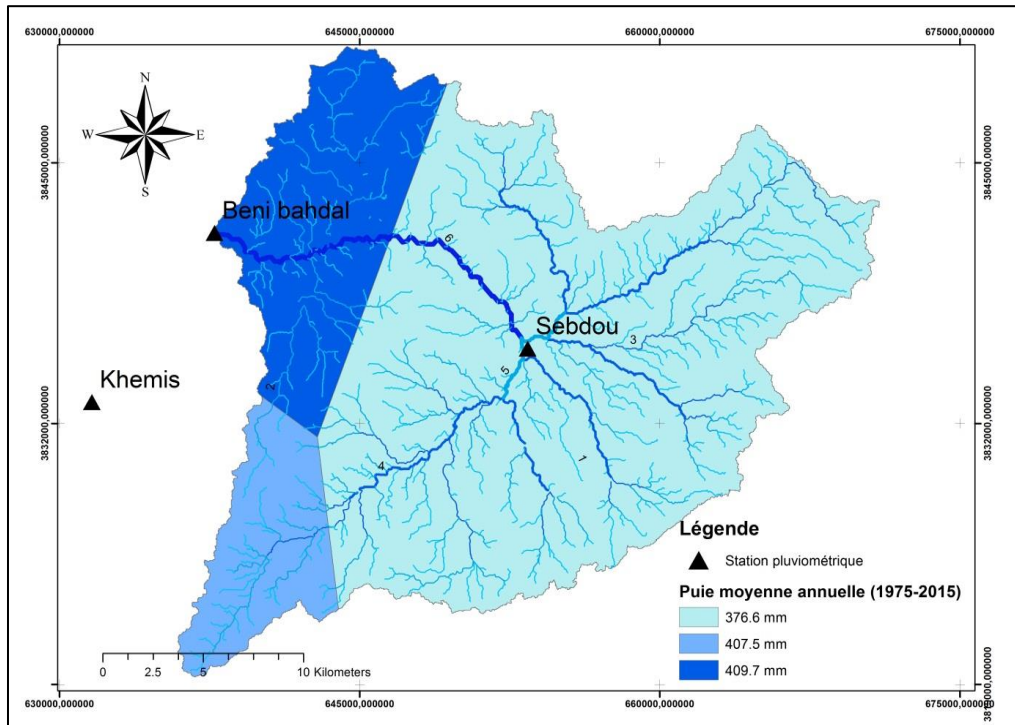 630000,000000 645000,000000 660000,000000 675000,000000
N
W E
S
3845000,000000 3845000,000000
Beni bahdal
6
Sebdou
3
5
Khemis
2
3832000,000000 3832000,000000
4
1
Légende
Station pluviométrique
Puie moyenne annuelle (1975-2015)
376.6 mm
407.5 mm
409.7 mm
0 2.5 5 10 Kilometers
630000,000000 645000,000000 660000,000000 675000,000000